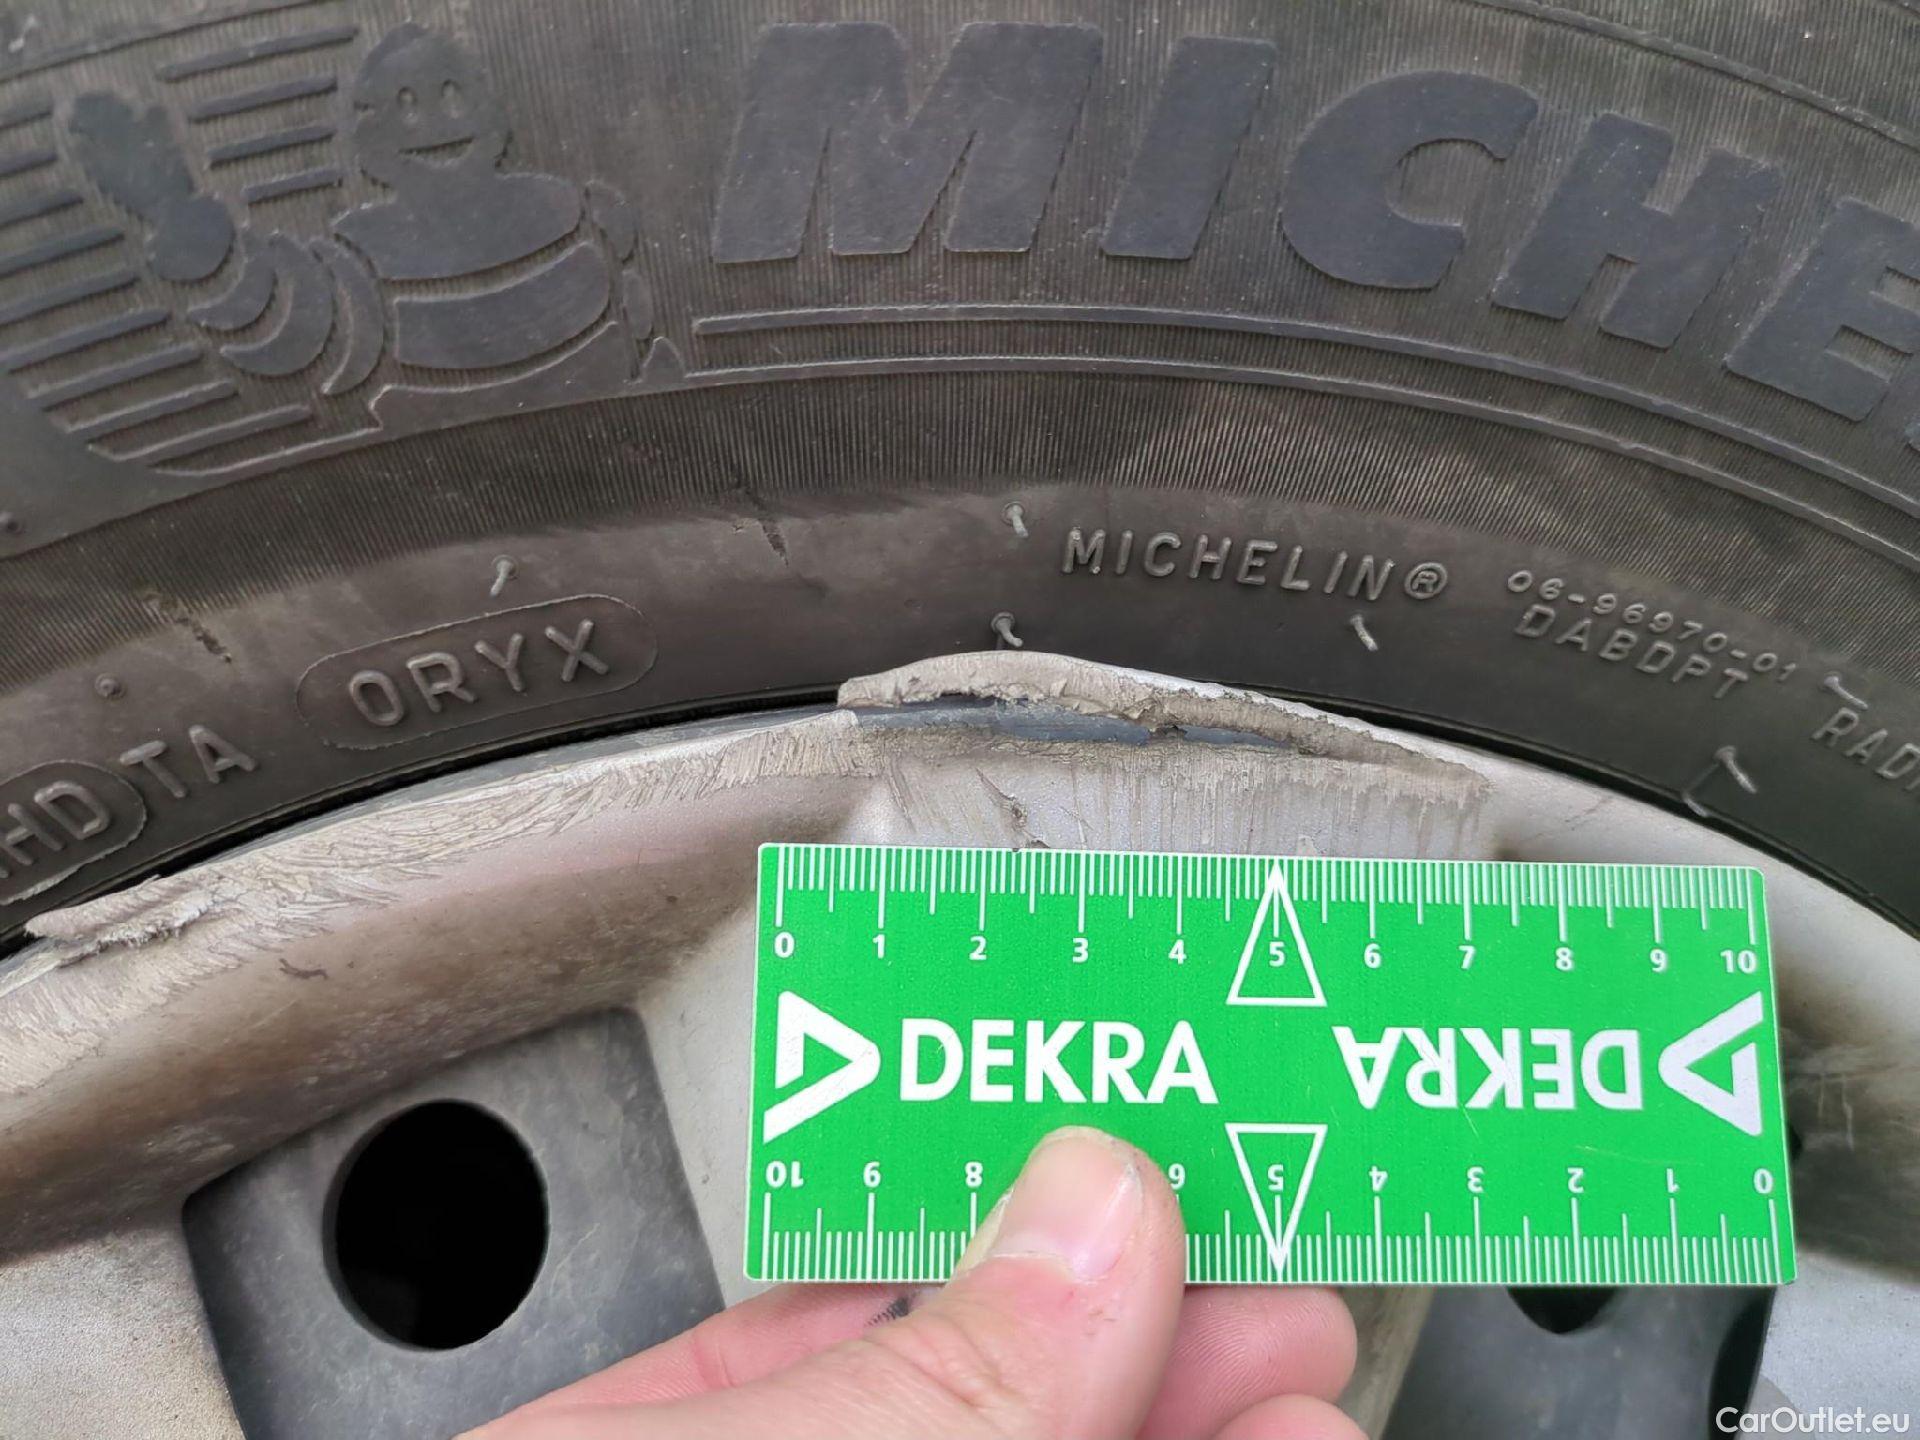 MICHE
MICHELIN® 06-96970-01
DABDPT
ORYX
HD TA
RAD
0 1 2 3 4 5 6 7 8 9 10
DEKRA DEKRA
10 9 8 6 5 4 3 2 1 0
CarOutlet.eu